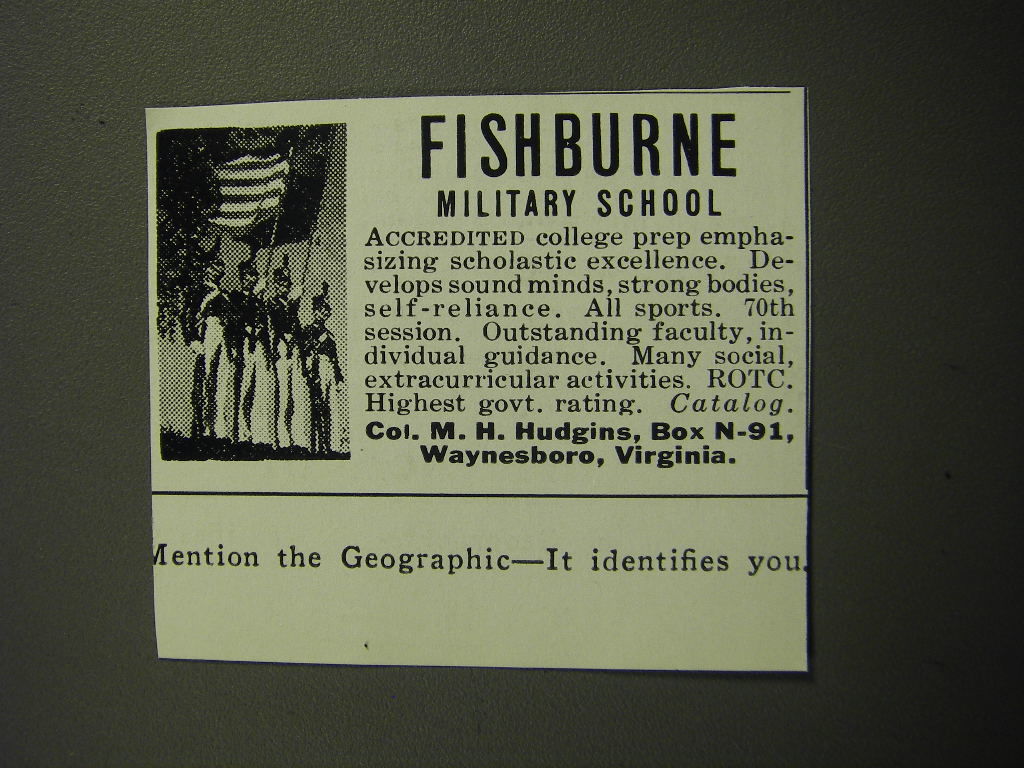 FISHBURNE
MILITARY SCHOOL
ACCREDITED college prep empha-
sizing scholastic excellence. De-
velops sound minds, strong bodies,
self-reliance. All sports. 70th
session. Outstanding faculty, in-
dividual guidance. Many social,
extracurricular activities. ROTC.
Highest govt. rating. Catalog.
Col. M. H. Hudgins, Box N-91,
Waynesboro, Virginia.
Mention the Geographic—It identifies you.